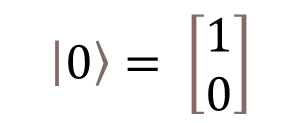 |0⟩ = [1
0]